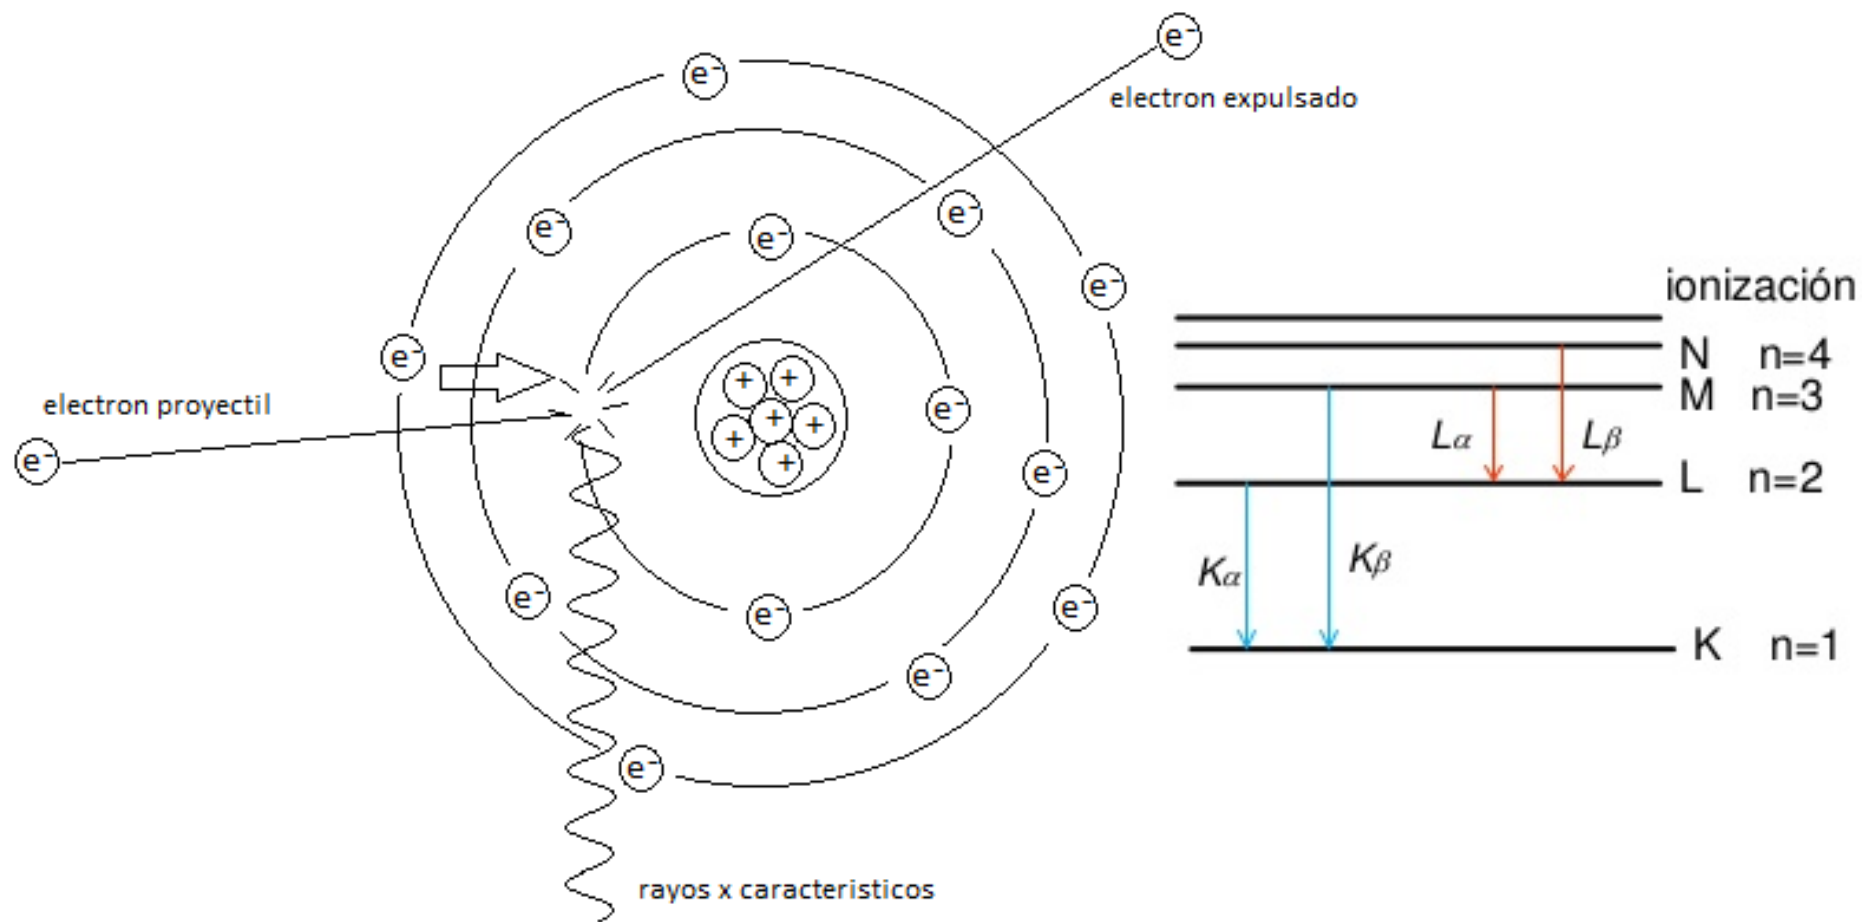 e-
electron expulsado
e-
e-
e-
e-
e-
e-
e-
electron proyectil
e-
e-
e-
e-
e-
e-
e-
e-
+ +
+
+ +
+
rayos x caracteristicos
ionización
N n=4
M n=3
Lα Lβ
L n=2
Kα Kβ
K n=1